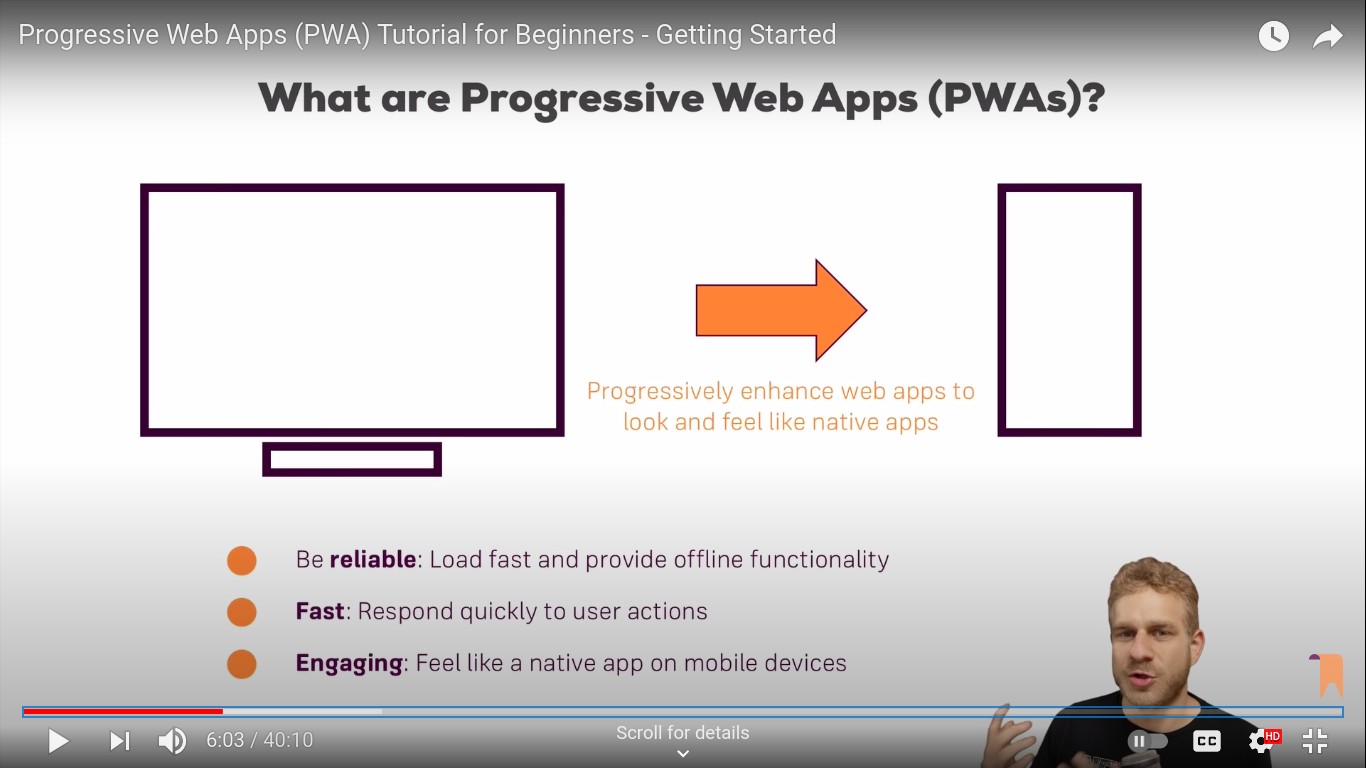 Progressive Web Apps (PWA) Tutorial for Beginners - Getting Started
What are Progressive Web Apps (PWAs)?
Progressively enhance web apps to
look and feel like native apps
Be reliable: Load fast and provide offline functionality
Fast: Respond quickly to user actions
Engaging: Feel like a native app on mobile devices
6:03 / 40:10
Scroll for details
CC
HD